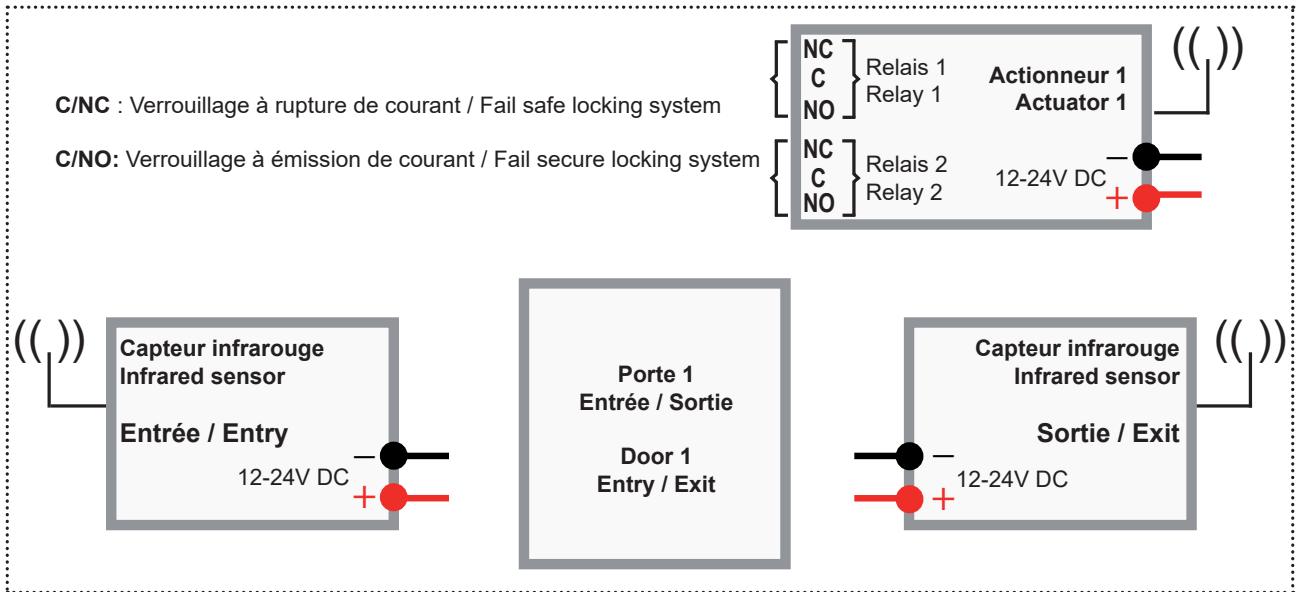 NC
C
NO
Relais 1
Relay 1
Actionneur 1
Actuator 1
(( ))
C/NC : Verrouillage à rupture de courant / Fail safe locking system
C/NO: Verrouillage à émission de courant / Fail secure locking system
NC
C
NO
Relais 2
Relay 2
–
12-24V DC
+
(( ))
Capteur infrarouge
Infrared sensor
Entrée / Entry
–
12-24V DC
+
Porte 1
Entrée / Sortie
Door 1
Entry / Exit
Capteur infrarouge
Infrared sensor
(( ))
Sortie / Exit
–
12-24V DC
+